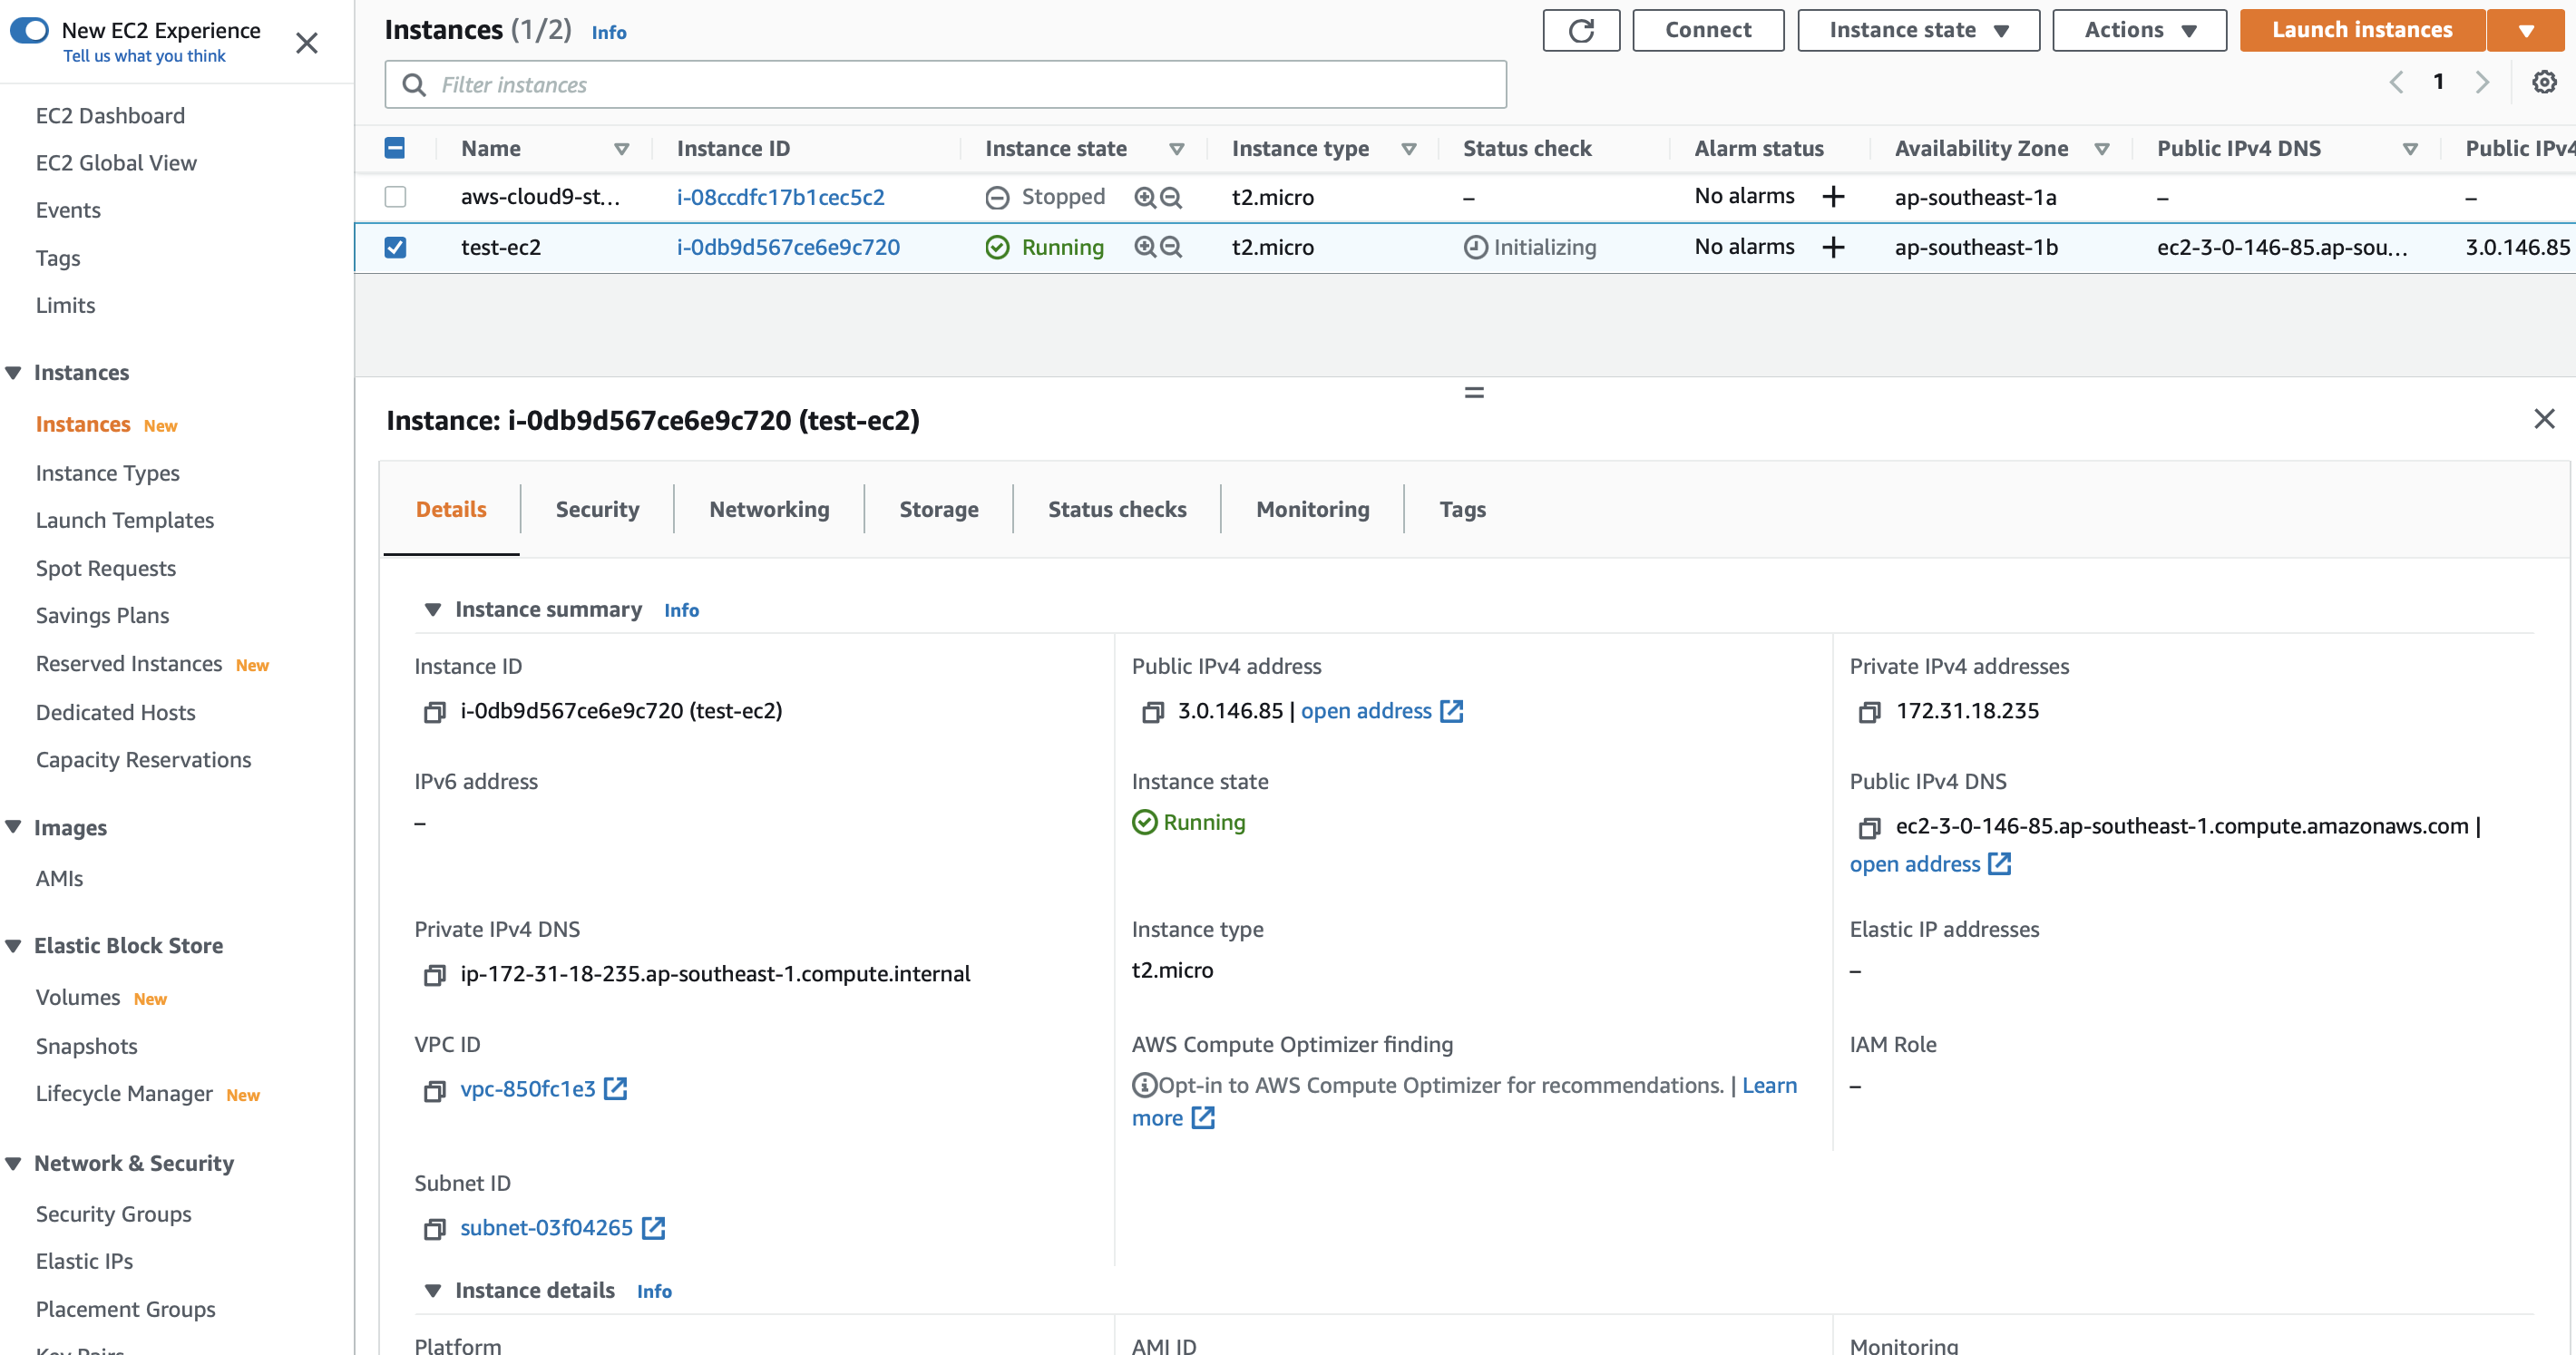 New EC2 Experience
Tell us what you think
EC2 Dashboard
EC2 Global View
Events
Tags
Limits
Instances
Instances New
Instance Types
Launch Templates
Spot Requests
Savings Plans
Reserved Instances New
Dedicated Hosts
Capacity Reservations
Images
AMIs
Elastic Block Store
Volumes New
Snapshots
Lifecycle Manager New
Network & Security
Security Groups
Elastic IPs
Placement Groups
Key Pairs
Instances (1/2) Info
Connect
Instance state
Actions
Launch instances
Filter instances
1
Name Instance ID Instance state Instance type Status check Alarm status Availability Zone Public IPv4 DNS Public IPv4
aws-cloud9-st... i-08ccdfc17b1cec5c2 Stopped t2.micro – No alarms + ap-southeast-1a – –
test-ec2 i-0db9d567ce6e9c720 Running t2.micro Initializing No alarms + ap-southeast-1b ec2-3-0-146-85.ap-sou... 3.0.146.85
Instance: i-0db9d567ce6e9c720 (test-ec2)
Details Security Networking Storage Status checks Monitoring Tags
Instance summary Info
Instance ID
i-0db9d567ce6e9c720 (test-ec2)
Public IPv4 address
3.0.146.85 | open address
Private IPv4 addresses
172.31.18.235
IPv6 address
–
Instance state
Running
Public IPv4 DNS
ec2-3-0-146-85.ap-southeast-1.compute.amazonaws.com |
open address
Private IPv4 DNS
ip-172-31-18-235.ap-southeast-1.compute.internal
Instance type
t2.micro
Elastic IP addresses
–
VPC ID
vpc-850fc1e3
AWS Compute Optimizer finding
Opt-in to AWS Compute Optimizer for recommendations. | Learn
more
IAM Role
–
Subnet ID
subnet-03f04265
Instance details Info
Platform
AMI ID
Monitoring